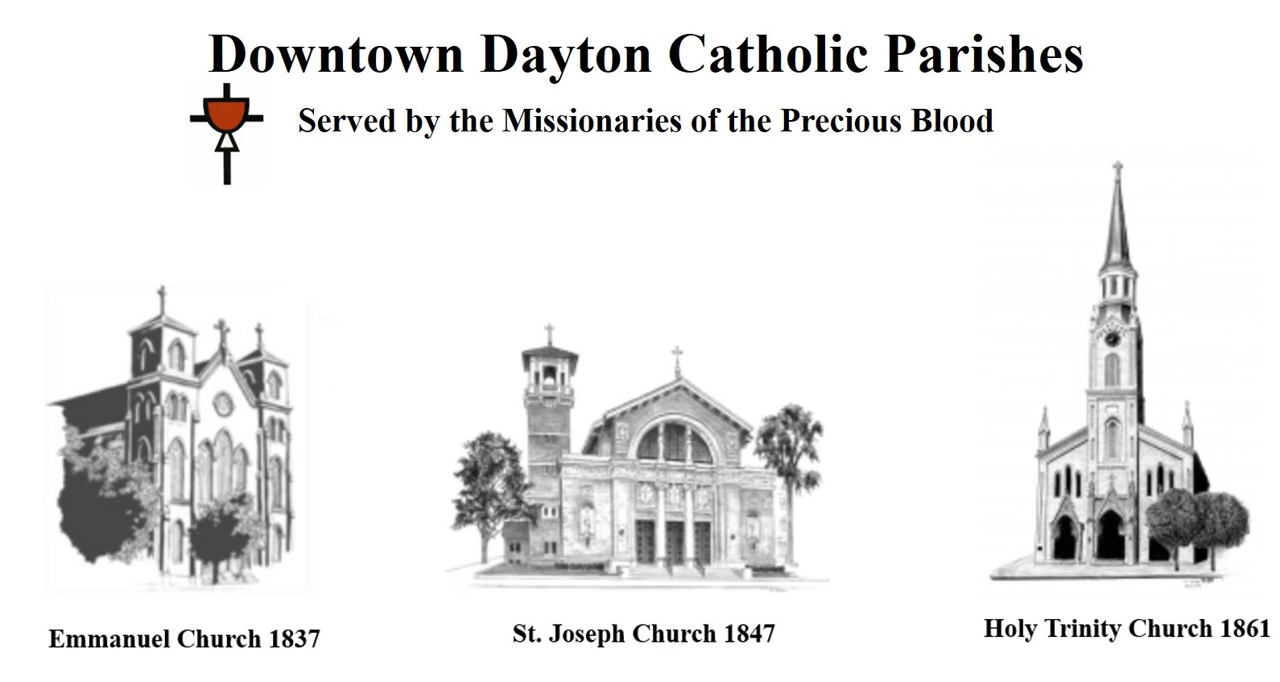 Downtown Dayton Catholic Parishes
Served by the Missionaries of the Precious Blood
Emmanuel Church 1837
St. Joseph Church 1847
Holy Trinity Church 1861